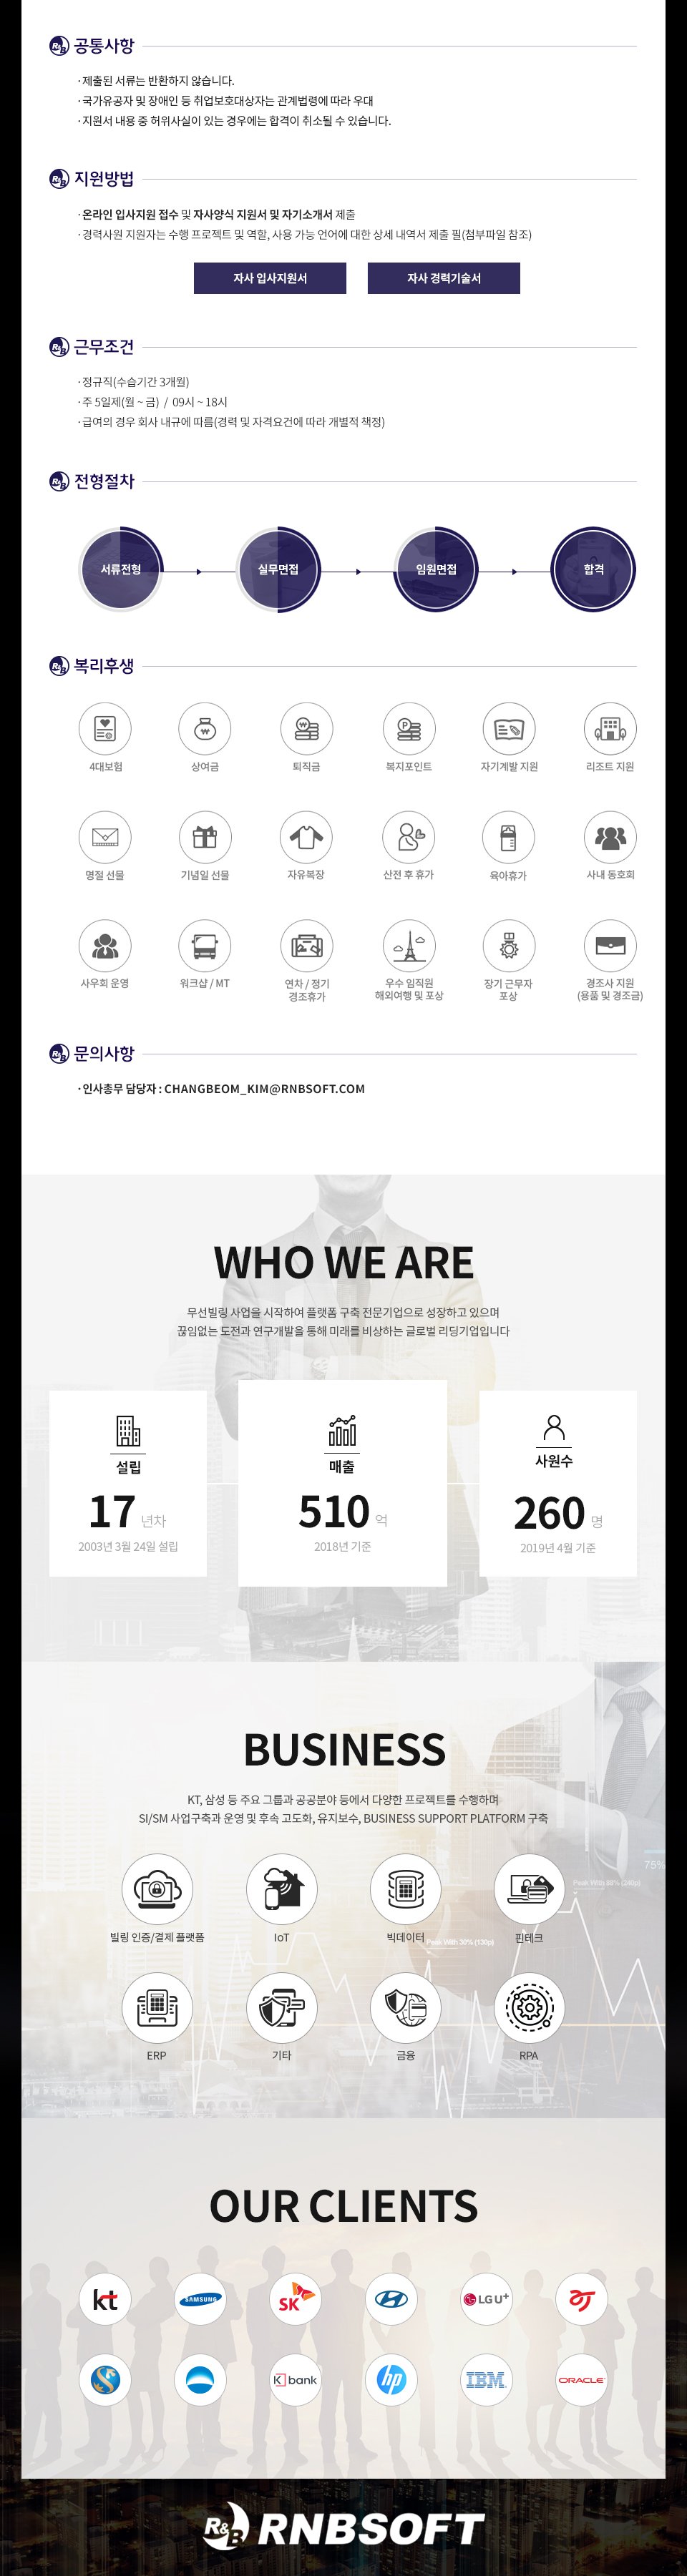 R&B 공통사항
· 제출된 서류는 반환하지 않습니다.
· 국가유공자 및 장애인 등 취업보호대상자는 관계법령에 따라 우대
· 지원서 내용 중 허위사실이 있는 경우에는 합격이 취소될 수 있습니다.
R&B 지원방법
· 온라인 입사지원 접수 및 자사양식 지원서 및 자기소개서 제출
· 경력사원 지원자는 수행 프로젝트 및 역할, 사용 가능 언어에 대한 상세 내역서 제출 필(첨부파일 참조)
자사 입사지원서 자사 경력기술서
R&B 근무조건
· 정규직(수습기간 3개월)
· 주 5일제(월 ~ 금) / 09시 ~ 18시
· 급여의 경우 회사 내규에 따름(경력 및 자격요건에 따라 개별적 책정)
R&B 전형절차
서류전형 실무면접 임원면접 합격
R&B 복리후생
4대보험 상여금 퇴직금 복지포인트 자기계발 지원 리조트 지원
명절 선물 기념일 선물 자유복장 산전 후 휴가 육아휴가 사내 동호회
사우회 운영 워크샵 / MT 연차 / 정기 우수 임직원 장기 근무자 경조사 지원
경조휴가 해외여행 및 포상 포상 (용품 및 경조금)
R&B 문의사항
· 인사총무 담당자 : CHANGBEOM_KIM@RNBSOFT.COM
WHO WE ARE
무선빌링 사업을 시작하여 플랫폼 구축 전문기업으로 성장하고 있으며
끊임없는 도전과 연구개발을 통해 미래를 비상하는 글로벌 리딩기업입니다
설립 매출 사원수
17 년차 510 억 260 명
2003년 3월 24일 설립 2018년 기준 2019년 4월 기준
BUSINESS
KT, 삼성 등 주요 그룹과 공공분야 등에서 다양한 프로젝트를 수행하며
SI/SM 사업구축과 운영 및 후속 고도화, 유지보수, BUSINESS SUPPORT PLATFORM 구축
75%
빌링 인증/결제 플랫폼 IoT 빅데이터 핀테크
Peak With 30% (130p)
ERP 기타 금융 RPA
OUR CLIENTS
kt SAMSUNG SK LG U+
K bank hp IBM ORACLE
R&B RNBSOFT